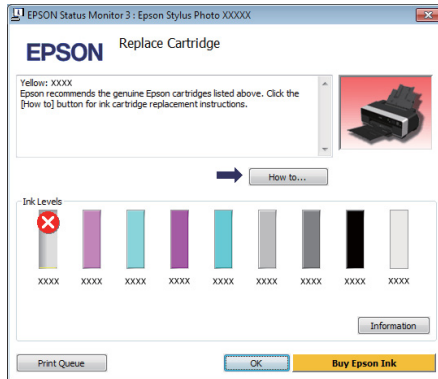 EPSON Status Monitor 3 : Epson Stylus Photo XXXXX
EPSON
Replace Cartridge
Yellow: XXXX
Epson recommends the genuine Epson cartridges listed above. Click the
[How to] button for ink cartridge replacement instructions.
How to...
Ink Levels
XXXX XXXX XXXX XXXX XXXX XXXX XXXX XXXX XXXX
Information
Print Queue OK Buy Epson Ink